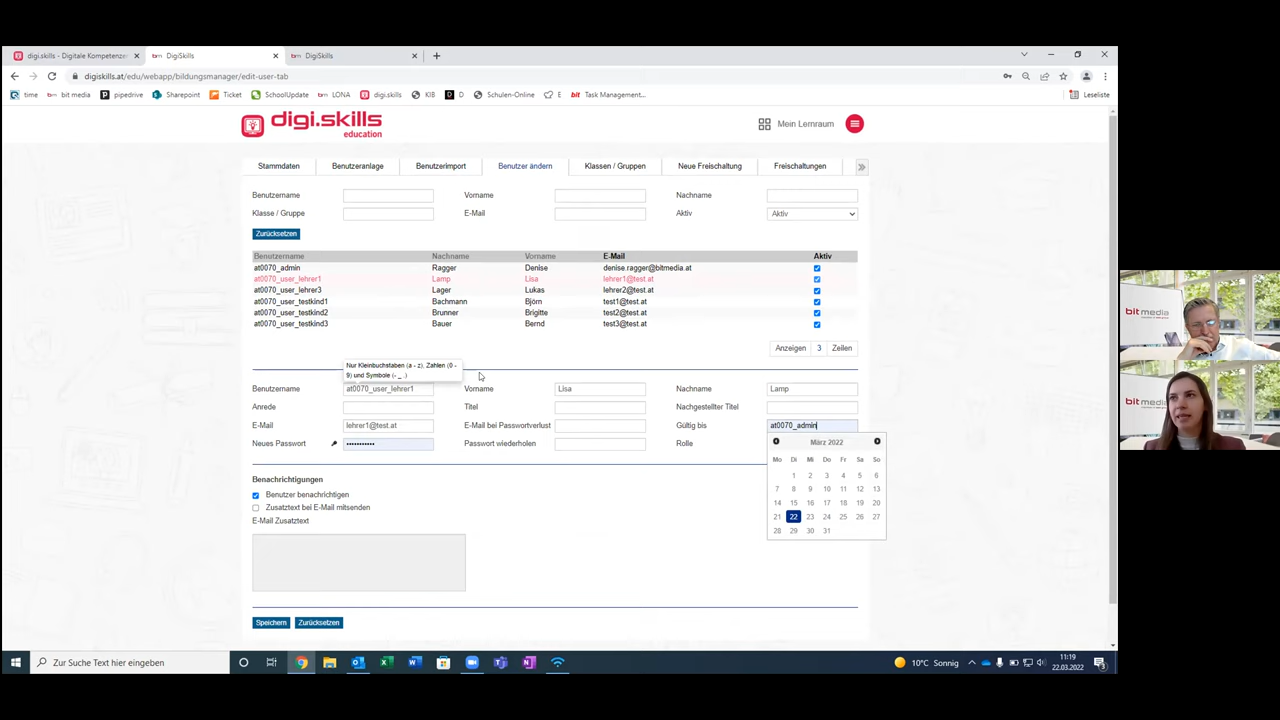 digi.skills - Digitale Kompetenze
DigiSkills
DigiSkills
digiskills.at/edu/webapp/bildungsmanager/edit-user-tab
time
bit media
pipedrive
Sharepoint
Ticket
SchoolUpdate
LONA
digi.skills
KIB
D
Schulen-Online
E
bit Task Management...
Leseliste
digi.skills
education
Mein Lernraum
Stammdaten Benutzeranlage Benutzerimport Benutzer ändern Klassen / Gruppen Neue Freischaltung Freischaltungen
Benutzername Vorname Nachname
Klasse / Gruppe E-Mail Aktiv Aktiv
Zurücksetzen
Benutzername Nachname Vorname E-Mail Aktiv
at0070_admin Ragger Denise denise.ragger@bitmedia.at
at0070_user_lehrer1 Lamp Lisa lehrer1@test.at
at0070_user_lehrer3 Lager Lukas lehrer2@test.at
at0070_user_testkind1 Bachmann Björn test1@test.at
at0070_user_testkind2 Brunner Brigitte test2@test.at
at0070_user_testkind3 Bauer Bernd test3@test.at
Anzeigen 3 Zeilen
Nur Kleinbuchstaben (a - z), Zahlen (0 -
9) und Symbole (- _ .)
Benutzername at0070_user_lehrer1 Vorname Lisa Nachname Lamp
Anrede Titel Nachgestellter Titel
E-Mail lehrer1@test.at E-Mail bei Passwortverlust Gültig bis at0070_admin
Neues Passwort Passwort wiederholen Rolle
März 2022
Mo Di Mi Do Fr Sa So
1 2 3 4 5 6
7 8 9 10 11 12 13
14 15 16 17 18 19 20
21 22 23 24 25 26 27
28 29 30 31
Benachrichtigungen
Benutzer benachrichtigen
Zusatztext bei E-Mail mitsenden
E-Mail Zusatztext
Speichern Zurücksetzen
Zur Suche Text hier eingeben
10°C Sonnig
11:19
22.03.2022
bit media
bit media